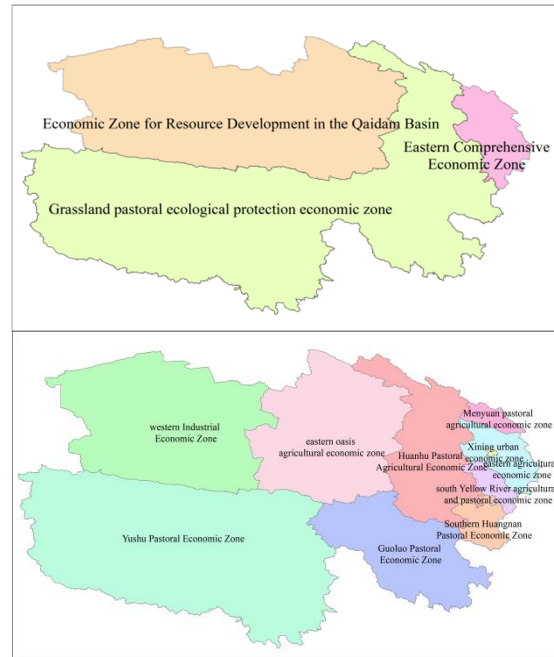 Economic Zone for Resource Development in the Qaidam Basin
Eastern Comprehensive
Economic Zone
Grassland pastoral ecological protection economic zone
western Industrial
Economic Zone
eastern oasis
agricultural economic zone
Huanhu Pastoral
Agricultural Economic Zone
Menyuan pastoral
agricultural economic zone
Xining urban
economic zone
eastern agricultural
economic zone
south Yellow River agricultural
and pastoral economic zone
Southern Huangnan
Pastoral Economic Zone
Yushu Pastoral Economic Zone
Guoluo Pastoral
Economic Zone